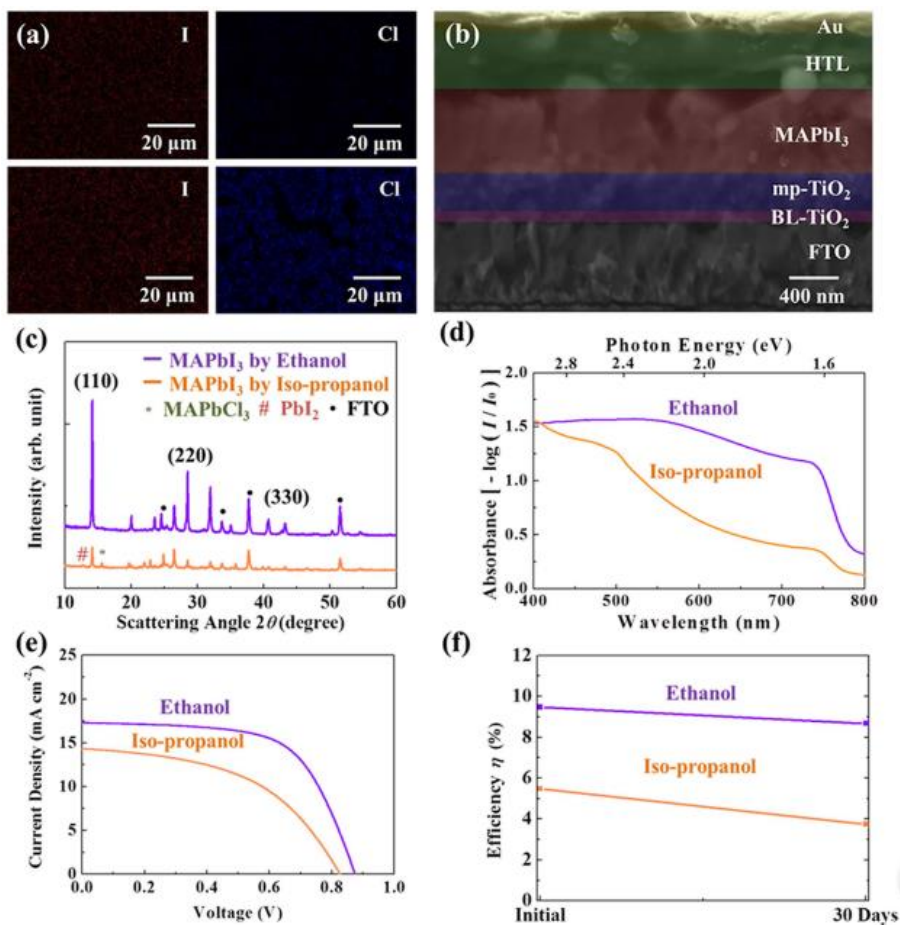 (a)
I
Cl
20 μm
20 μm
I
Cl
20 μm
20 μm
(b)
Au
HTL
MAPbI₃
mp-TiO₂
BL-TiO₂
FTO
400 nm
(c)
MAPbI₃ by Ethanol
MAPbI₃ by Iso-propanol
MAPbCl₃ # PbI₂ • FTO
(110)
(220)
(330)
#
Intensity (arb. unit)
10 20 30 40 50 60
Scattering Angle 2θ (degree)
(d)
Photon Energy (eV)
2.8 2.4 2.0 1.6
Absorbance [ - log ( I / I₀ ) ]
2.0
1.5
1.0
0.5
0.0
Ethanol
Iso-propanol
400 500 600 700 800
Wavelength (nm)
(e)
Current Density (mA cm⁻²)
25
20
15
10
5
0
Ethanol
Iso-propanol
0.0 0.2 0.4 0.6 0.8 1.0
Voltage (V)
(f)
Efficiency η (%)
12
10
8
6
4
2
0
Ethanol
Iso-propanol
Initial 30 Days